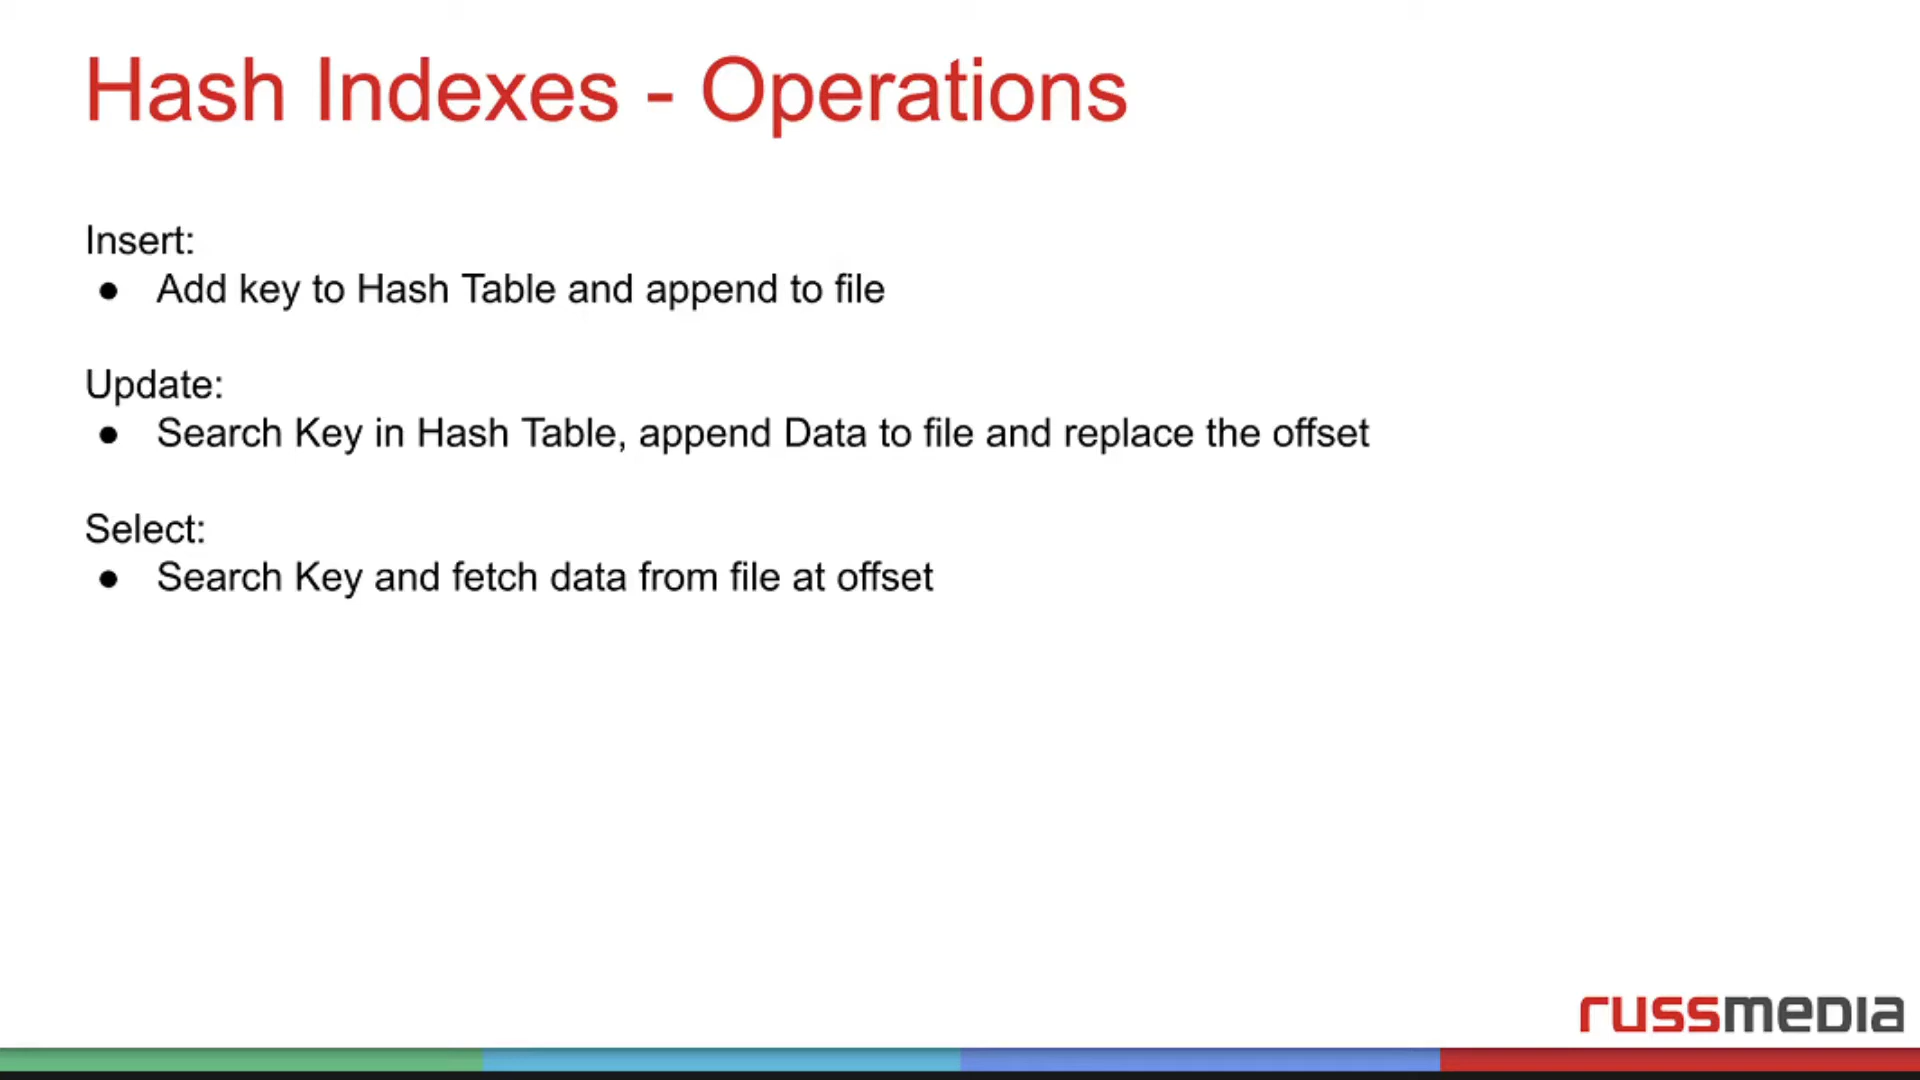 Hash Indexes - Operations
Insert:
● Add key to Hash Table and append to file
Update:
● Search Key in Hash Table, append Data to file and replace the offset
Select:
● Search Key and fetch data from file at offset
russmedia